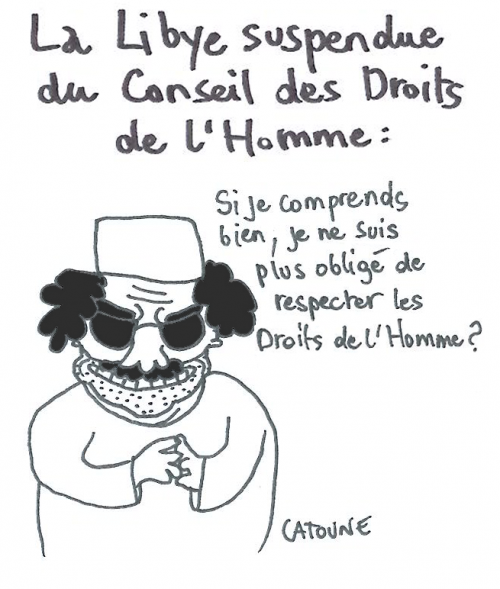 La Libye suspendue
du Conseil des Droits
de l'Homme :
Si je comprends
bien, je ne suis
plus obligé de
respecter les
Droits de l'Homme ?
CATOUNE